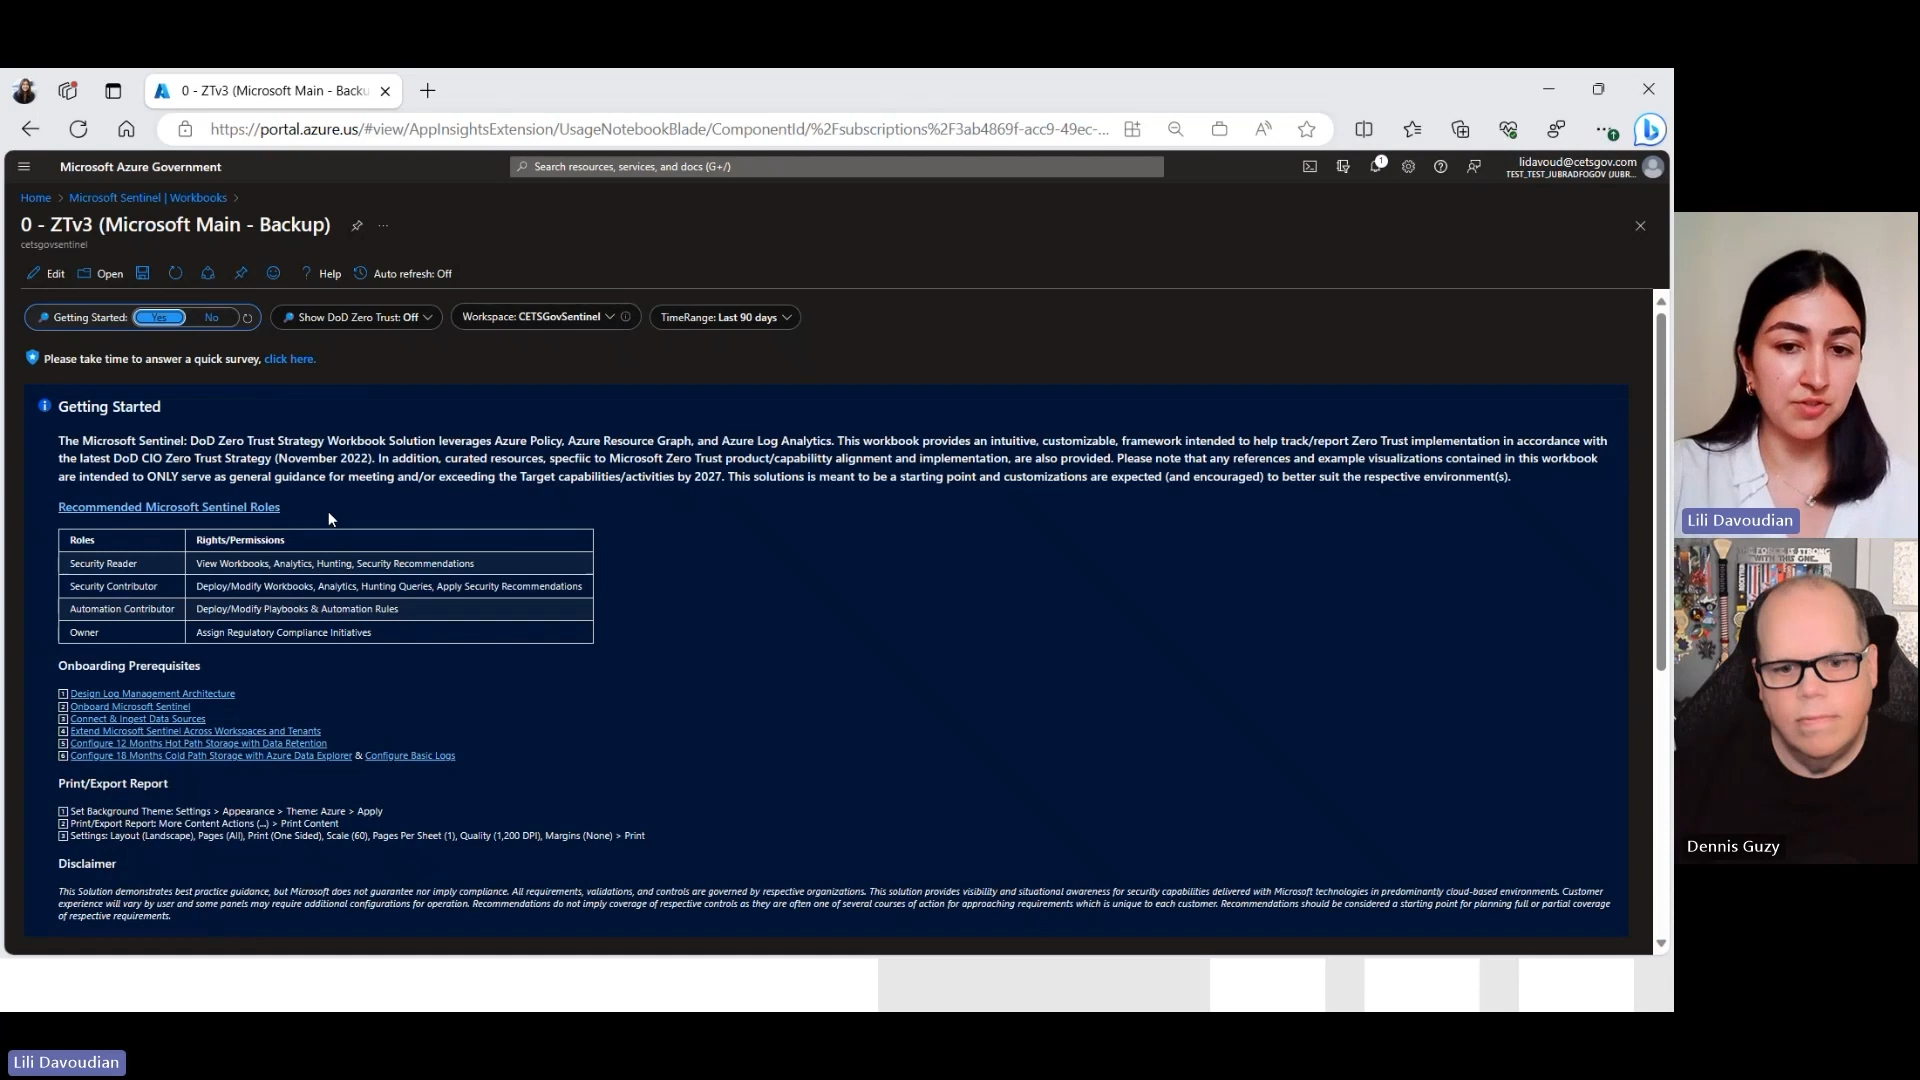 0 - ZTv3 (Microsoft Main - Backu
https://portal.azure.us/#view/AppInsightsExtension/UsageNotebookBlade/ComponentId/%2Fsubscriptions%2F3ab4869f-acc9-49ec-...
Microsoft Azure Government
Search resources, services, and docs (G+/)
1
lidavoud@cetsgov.com
TEST_TEST_JUBRADFOGOV (JUBR...
Home > Microsoft Sentinel | Workbooks >
0 - ZTv3 (Microsoft Main - Backup)
cetsgovsentinel
Edit Open Help Auto refresh: Off
Getting Started: Yes No Show DoD Zero Trust: Off Workspace: CETSGovSentinel TimeRange: Last 90 days
Please take time to answer a quick survey, click here.
Getting Started
The Microsoft Sentinel: DoD Zero Trust Strategy Workbook Solution leverages Azure Policy, Azure Resource Graph, and Azure Log Analytics. This workbook provides an intuitive, customizable, framework intended to help track/report Zero Trust implementation in accordance with
the latest DoD CIO Zero Trust Strategy (November 2022). In addition, curated resources, specfiic to Microsoft Zero Trust product/capabilitty alignment and implementation, are also provided. Please note that any references and example visualizations contained in this workbook
are intended to ONLY serve as general guidance for meeting and/or exceeding the Target capabilities/activities by 2027. This solutions is meant to be a starting point and customizations are expected (and encouraged) to better suit the respective environment(s).
Recommended Microsoft Sentinel Roles
Roles Rights/Permissions
Security Reader View Workbooks, Analytics, Hunting, Security Recommendations
Security Contributor Deploy/Modify Workbooks, Analytics, Hunting Queries, Apply Security Recommendations
Automation Contributor Deploy/Modify Playbooks & Automation Rules
Owner Assign Regulatory Compliance Initiatives
Onboarding Prerequisites
1 Design Log Management Architecture
2 Onboard Microsoft Sentinel
3 Connect & Ingest Data Sources
4 Extend Microsoft Sentinel Across Workspaces and Tenants
5 Configure 12 Months Hot Path Storage with Data Retention
6 Configure 18 Months Cold Path Storage with Azure Data Explorer & Configure Basic Logs
Print/Export Report
1 Set Background Theme: Settings > Appearance > Theme: Azure > Apply
2 Print/Export Report: More Content Actions (...) > Print Content
3 Settings: Layout (Landscape), Pages (All), Print (One Sided), Scale (60), Pages Per Sheet (1), Quality (1,200 DPI), Margins (None) > Print
Disclaimer
This Solution demonstrates best practice guidance, but Microsoft does not guarantee nor imply compliance. All requirements, validations, and controls are governed by respective organizations. This solution provides visibility and situational awareness for security capabilities delivered with Microsoft technologies in predominantly cloud-based environments. Customer
experience will vary by user and some panels may require additional configurations for operation. Recommendations do not imply coverage of respective controls as they are often one of several courses of action for approaching requirements which is unique to each customer. Recommendations should be considered a starting point for planning full or partial coverage
of respective requirements.
Lili Davoudian
THE FORCE IS STRONG
WITH THIS ONE
Dennis Guzy
Lili Davoudian